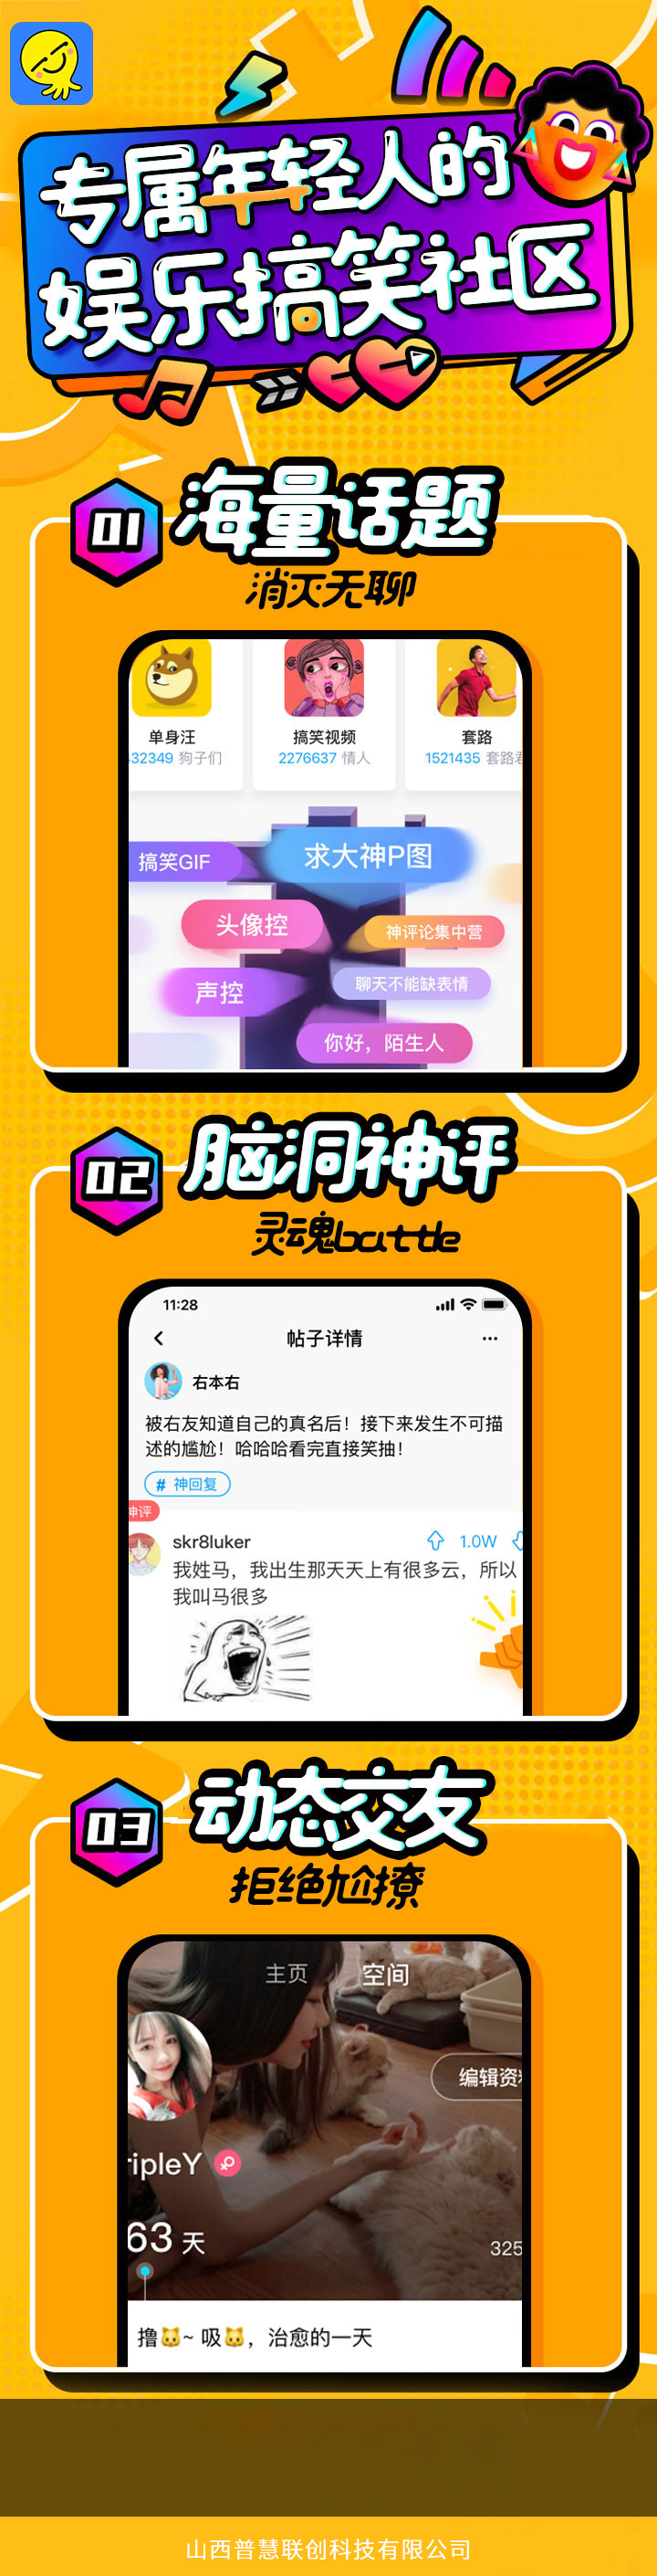 专属年轻人的
娱乐搞笑社区
01
海量话题
消灭无聊
单身汪
搞笑视频
套路
32349 狗子们
2276637 情人
1521435 套路
搞笑GIF
求大神P图
头像控
神评论集中营
声控
聊天不能缺表情
你好，陌生人
02
脑洞神评
灵魂battle
11:28
帖子详情
右本右
被右友知道自己的真名后！接下来发生不可描
述的尴尬！哈哈哈看完直接笑抽！
# 神回复
神评
skr8luker
1.0W
我姓马，我出生那天天上有很多云，所以
我叫马很多
03
动态交友
拒绝尬撩
主页
空间
编辑资
ripleY
63 天
325
撸🐱~ 吸🐱，治愈的一天
山西普慧联创科技有限公司